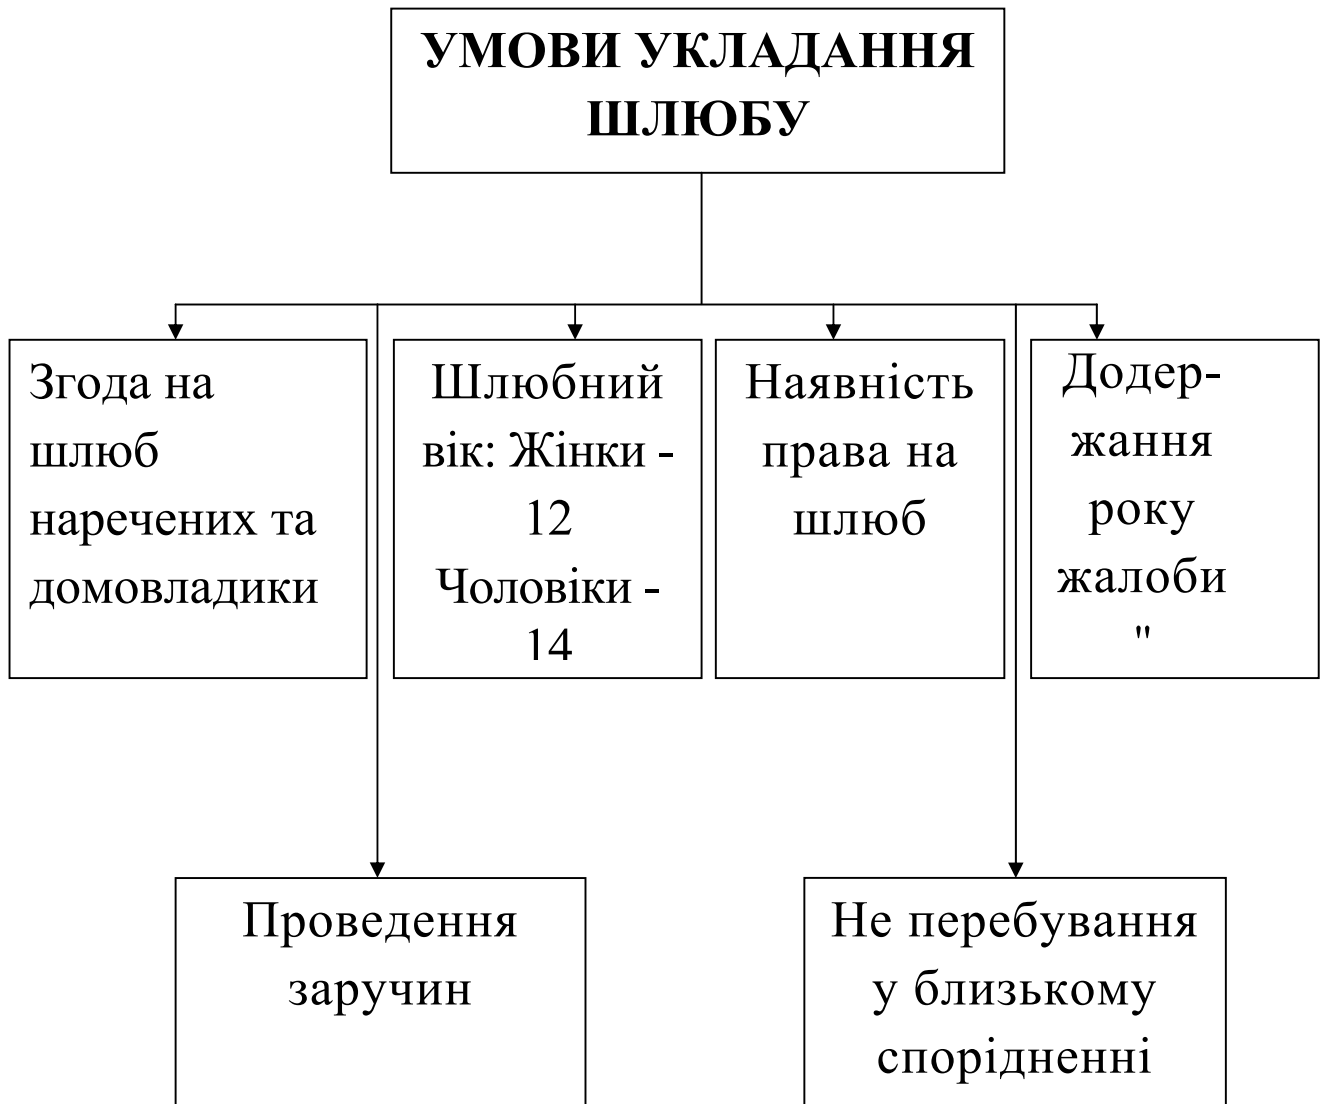 УМОВИ УКЛАДАННЯ
ШЛЮБУ
Згода на
шлюб
наречених та
домовладики
Шлюбний
вік: Жінки -
12
Чоловіки -
14
Наявність
права на
шлюб
Додер-
жання
року
жалоби
"
Проведення
заручин
Не перебування
у близькому
спорідненні